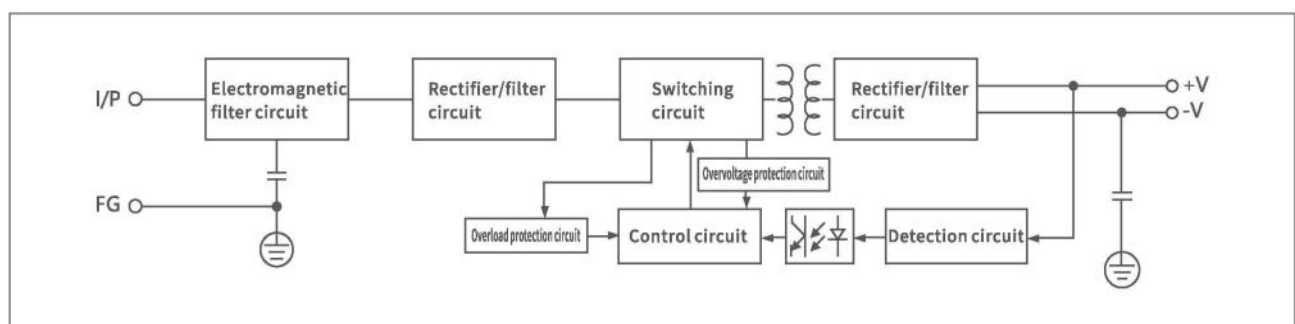 I/P
Electromagnetic
filter circuit
Rectifier/filter
circuit
Switching
circuit
Rectifier/filter
circuit
+V
-V
Overvoltage protection circuit
FG
Overload protection circuit
Control circuit
Detection circuit